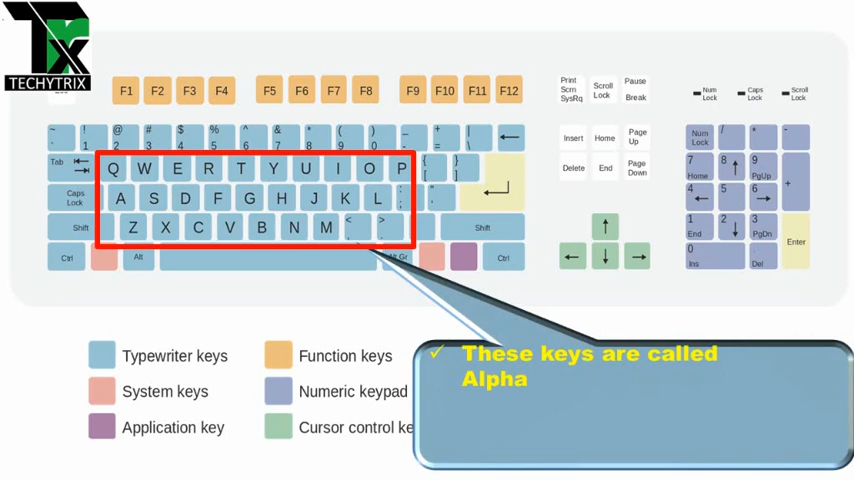 Tx
TECHYTRIX
F1 F2 F3 F4 F5 F6 F7 F8 F9 F10 F11 F12
Print Scrn SysRq
Scroll Lock
Pause Break
Num Lock
Caps Lock
Scroll Lock
~ ! @ # $ % ^ & * ( ) _ + |
` 1 2 3 4 5 6 7 8 9 0 - = \
Insert Home Page Up
Num Lock / * -
Tab Q W E R T Y U I O P { [ } ]
Delete End Page Down
7 Home 8 9 PgUp +
Caps Lock A S D F G H J K L : ; "
4 5 6
Shift Z X C V B N M < > Shift
1 End 2 3 PgDn Enter
Ctrl Alt Alt Gr Ctrl
0 Ins . Del
Typewriter keys
Function keys
System keys
Numeric keypad
Application key
Cursor control ke
✓ These keys are called
Alpha